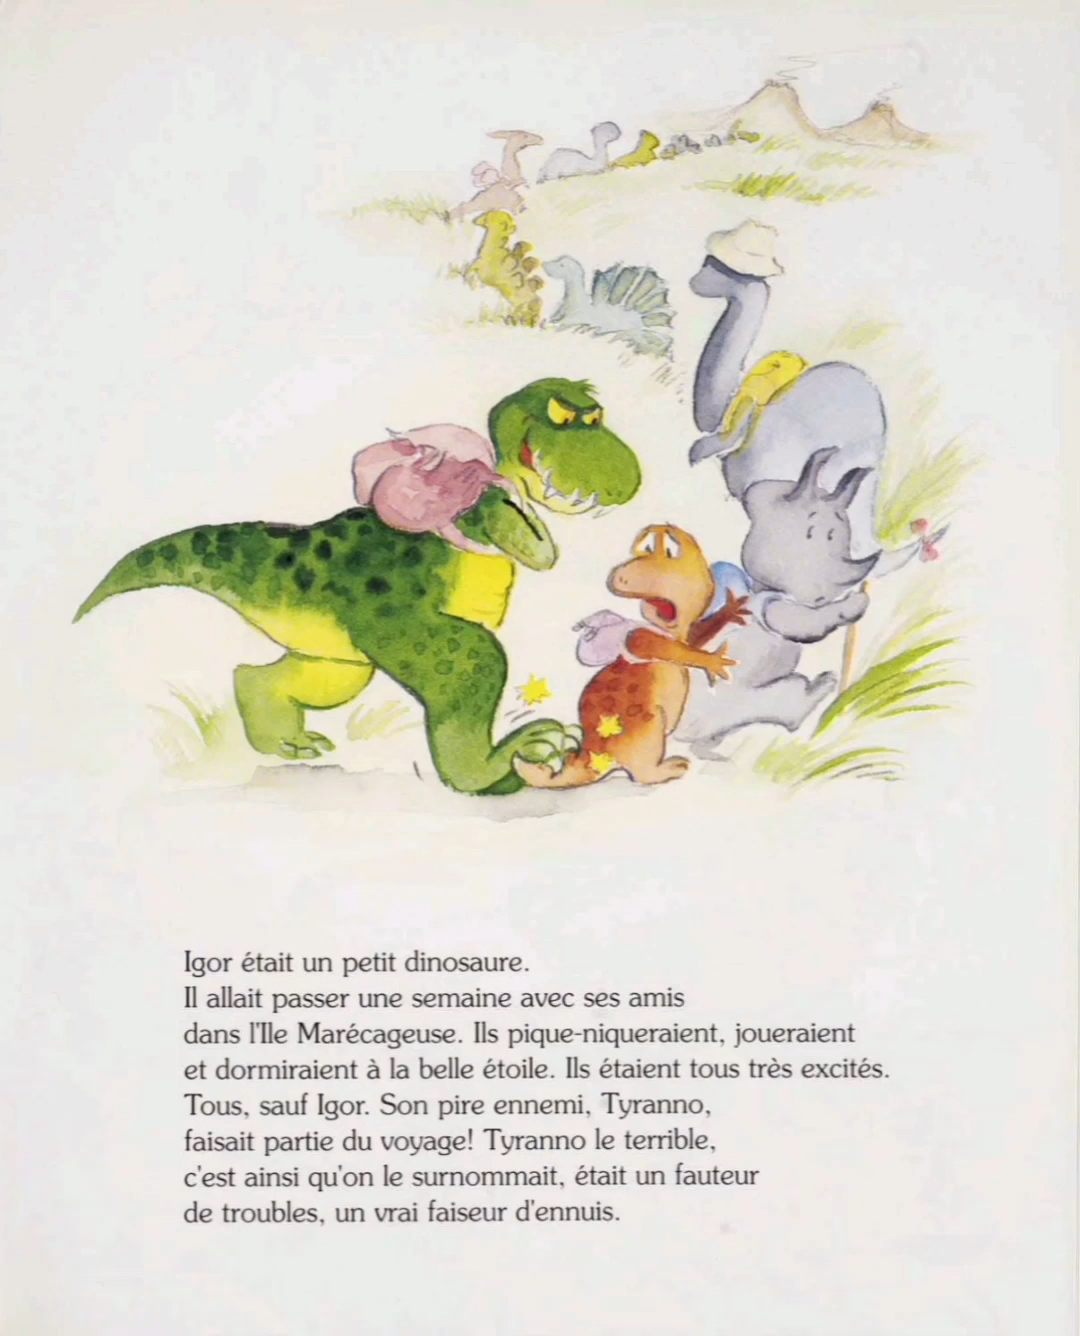 Igor était un petit dinosaure.
Il allait passer une semaine avec ses amis
dans l'Ile Marécageuse. Ils pique-niqueraient, joueraient
et dormiraient à la belle étoile. Ils étaient tous très excités.
Tous, sauf Igor. Son pire ennemi, Tyranno,
faisait partie du voyage! Tyranno le terrible,
c'est ainsi qu'on le surnommait, était un fauteur
de troubles, un vrai faiseur d'ennuis.